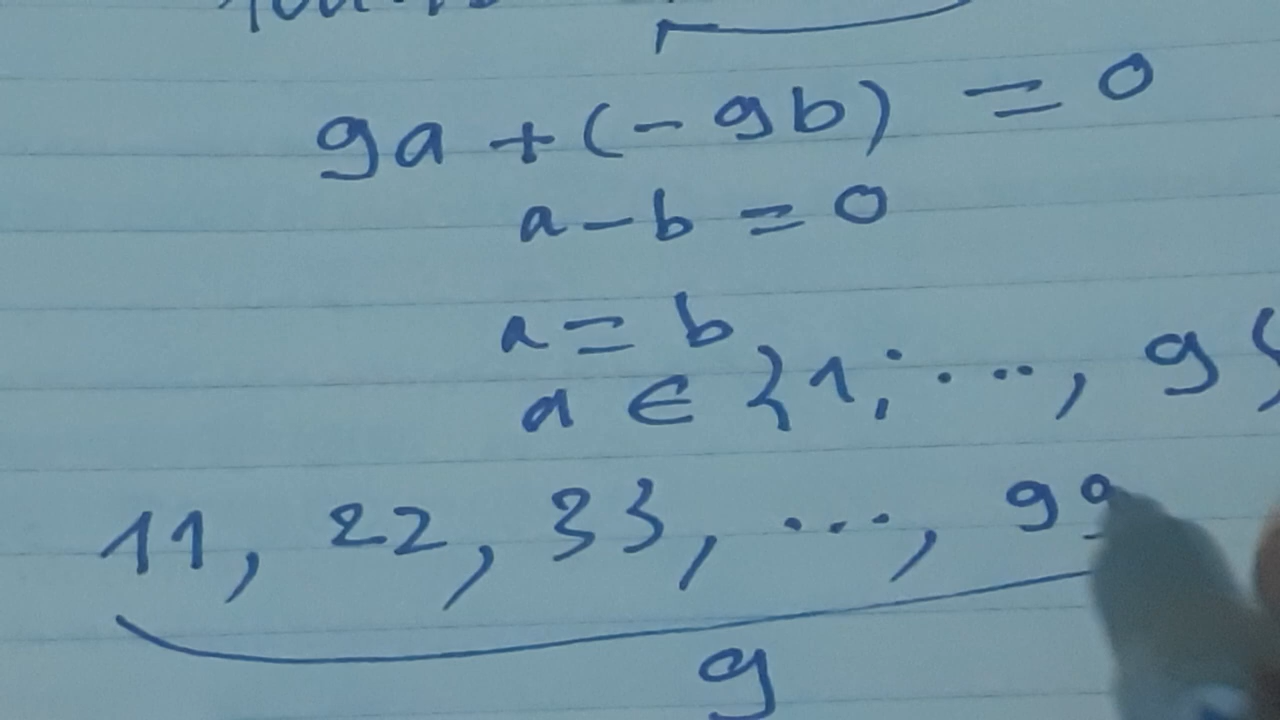 9a + (-9b) = 0
a - b = 0
a = b
a ∈ {1, ..., 9}
11, 22, 33, ..., 99
9